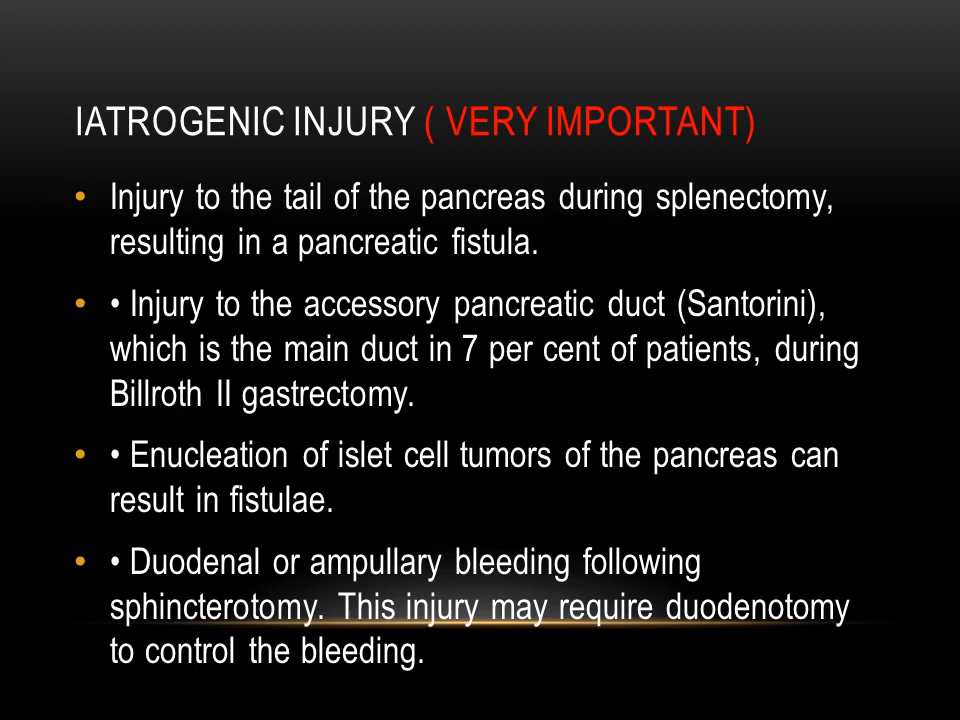 IATROGENIC INJURY ( VERY IMPORTANT)
• Injury to the tail of the pancreas during splenectomy,
resulting in a pancreatic fistula.
• • Injury to the accessory pancreatic duct (Santorini),
which is the main duct in 7 per cent of patients, during
Billroth II gastrectomy.
• • Enucleation of islet cell tumors of the pancreas can
result in fistulae.
• • Duodenal or ampullary bleeding following
sphincterotomy. This injury may require duodenotomy
to control the bleeding.